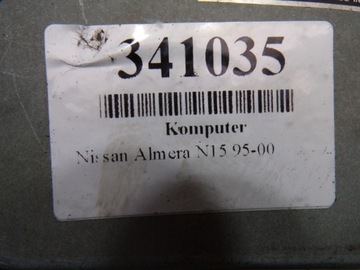 341035
Komputer
Nissan Almera N15 95-00